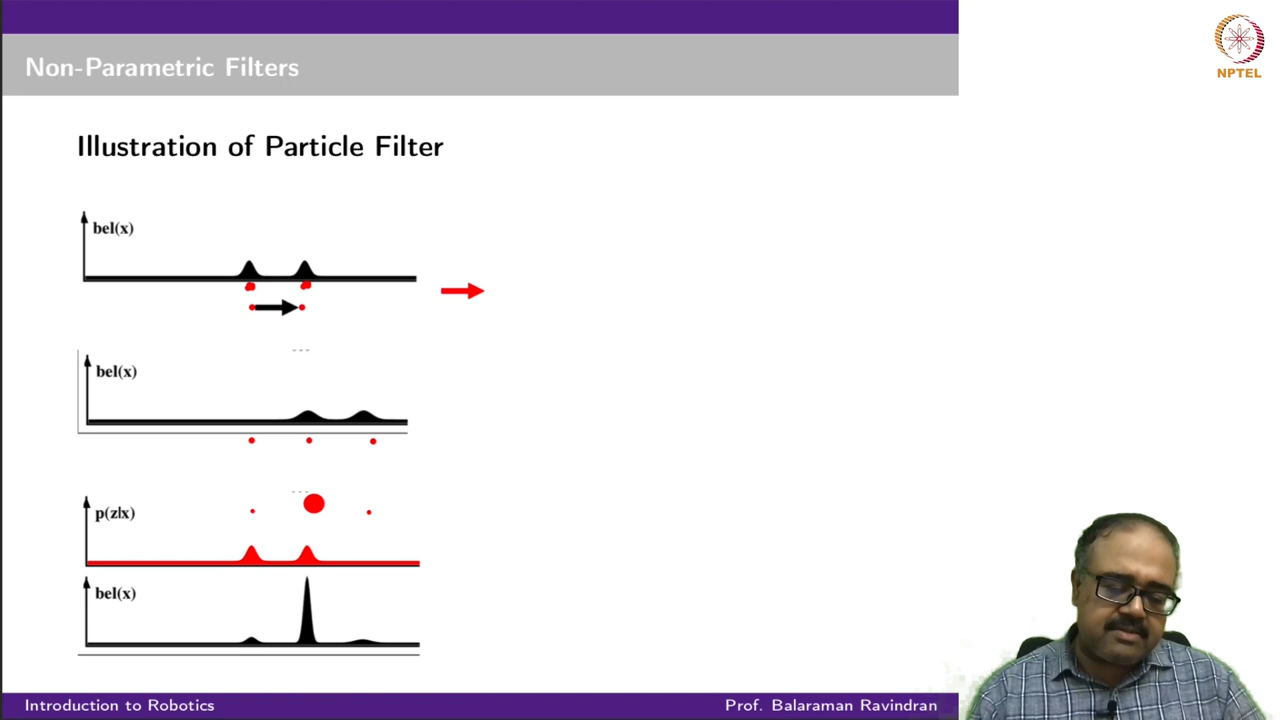 Non-Parametric Filters
NPTEL
Illustration of Particle Filter
bel(x)
bel(x)
p(z|x)
bel(x)
Introduction to Robotics
Prof. Balaraman Ravindran